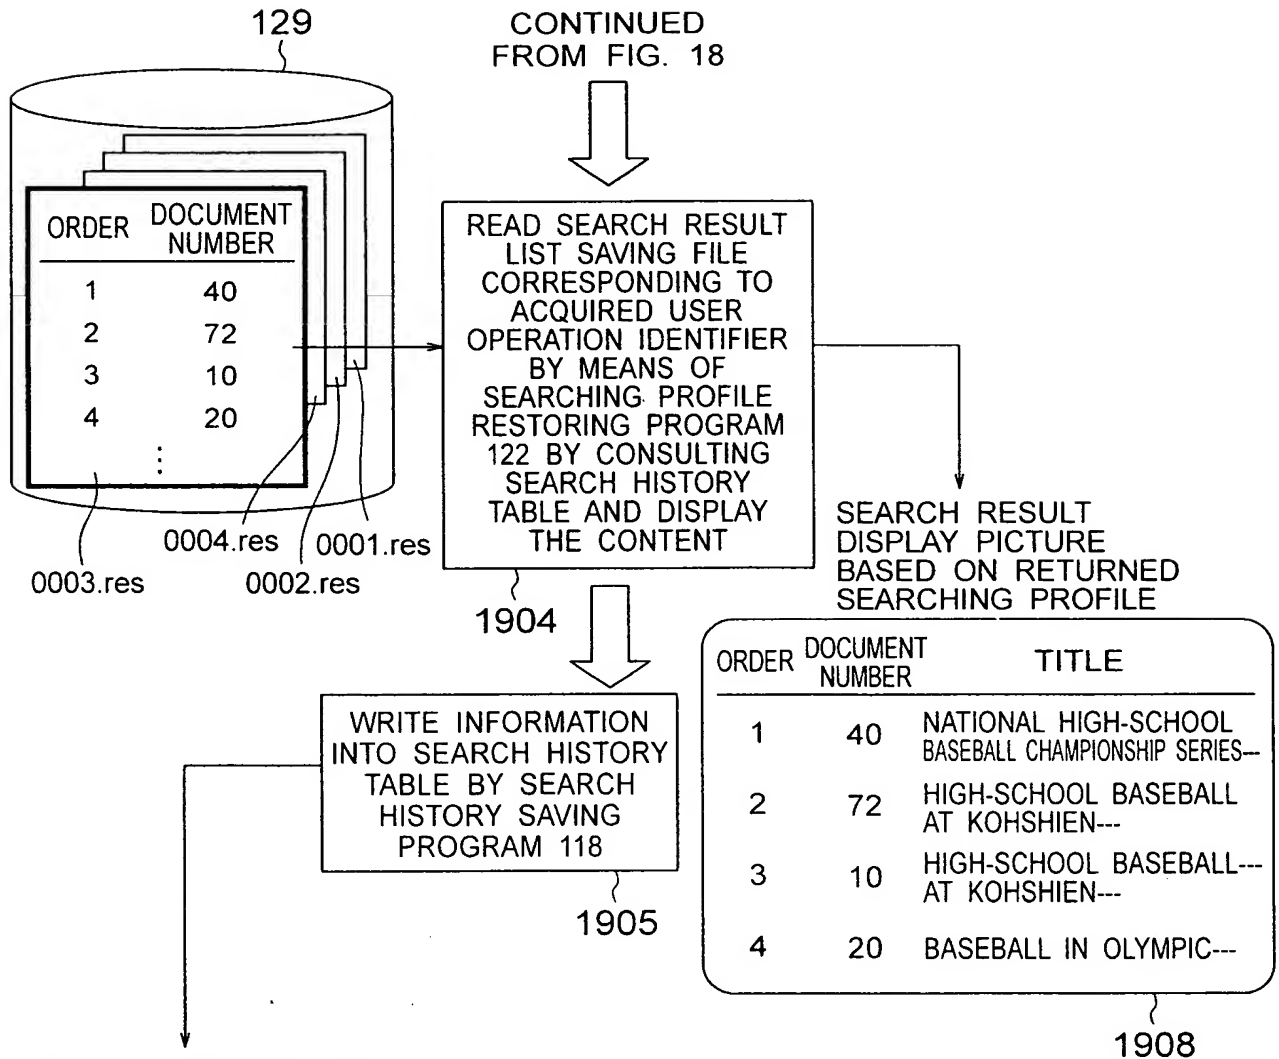 129
CONTINUED
FROM FIG. 18
ORDER DOCUMENT
NUMBER
1 40
2 72
3 10
4 20
0003.res
0004.res
0002.res
0001.res
READ SEARCH RESULT
LIST SAVING FILE
CORRESPONDING TO
ACQUIRED USER
OPERATION IDENTIFIER
BY MEANS OF
SEARCHING PROFILE
RESTORING PROGRAM
122 BY CONSULTING
SEARCH HISTORY
TABLE AND DISPLAY
THE CONTENT
1904
WRITE INFORMATION
INTO SEARCH HISTORY
TABLE BY SEARCH
HISTORY SAVING
PROGRAM 118
1905
SEARCH RESULT
DISPLAY PICTURE
BASED ON RETURNED
SEARCHING PROFILE
ORDER DOCUMENT
NUMBER TITLE
1 40 NATIONAL HIGH-SCHOOL
BASEBALL CHAMPIONSHIP SERIES---
2 72 HIGH-SCHOOL BASEBALL
AT KOHSHIEN---
3 10 HIGH-SCHOOL BASEBALL---
AT KOHSHIEN---
4 20 BASEBALL IN OLYMPIC---
1908